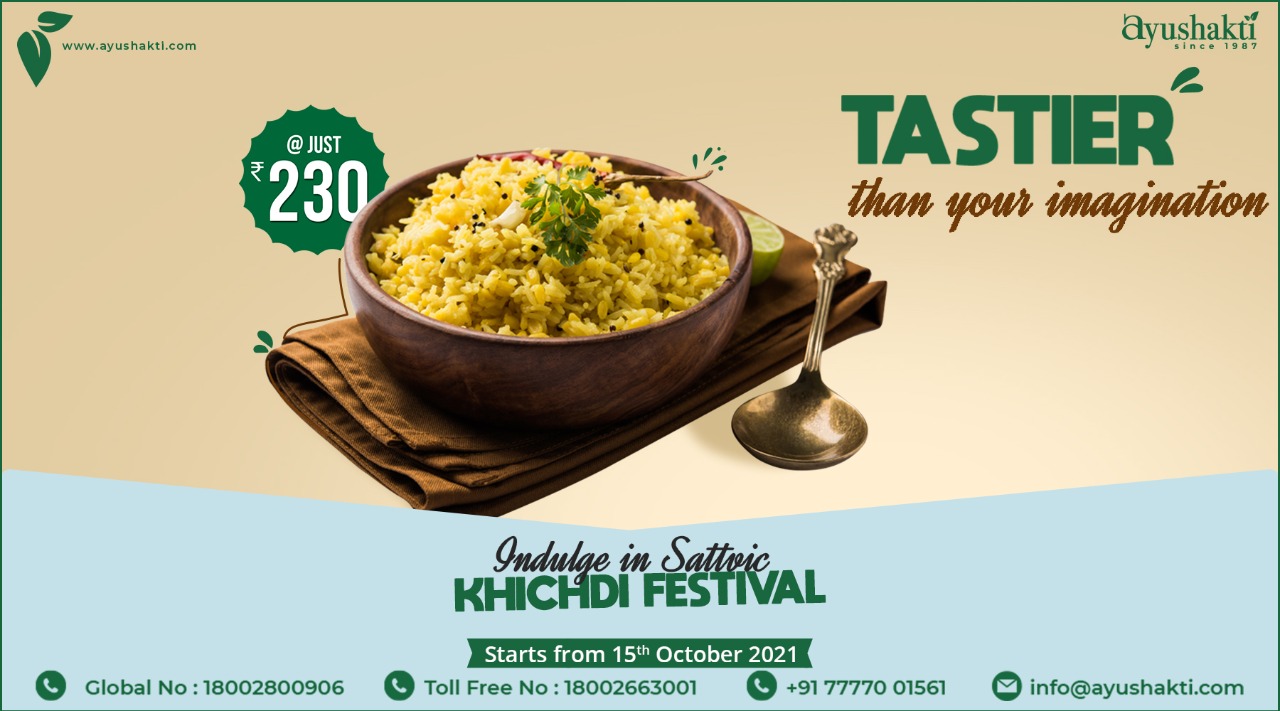 www.ayushakti.com
ayushakti
since 1987
TASTIER
than your imagination
@ JUST
₹ 230
Indulge in Sattvic
KHICHDI FESTIVAL
Starts from 15th October 2021
Global No : 18002800906
Toll Free No : 18002663001
+91 77770 01561
info@ayushakti.com